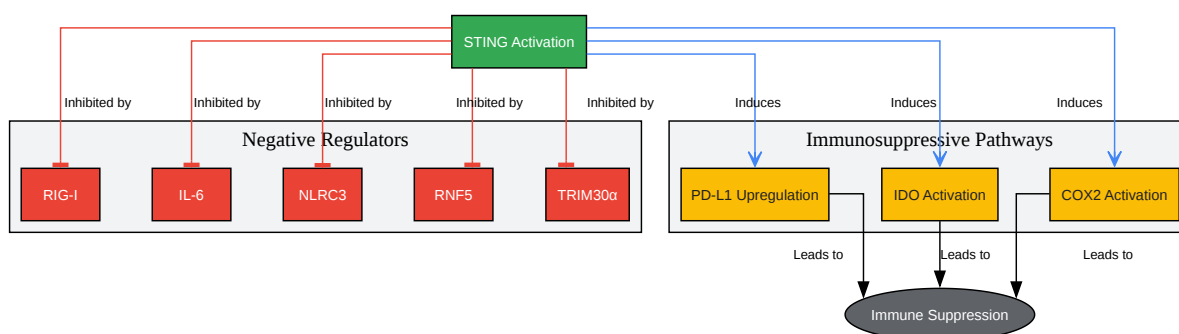 STING Activation
Inhibited by
Inhibited by
Inhibited by
Inhibited by
Inhibited by
Induces
Induces
Induces
Negative Regulators
Immunosuppressive Pathways
RIG-I
IL-6
NLRC3
RNF5
TRIM30α
PD-L1 Upregulation
IDO Activation
COX2 Activation
Leads to
Leads to
Leads to
Immune Suppression